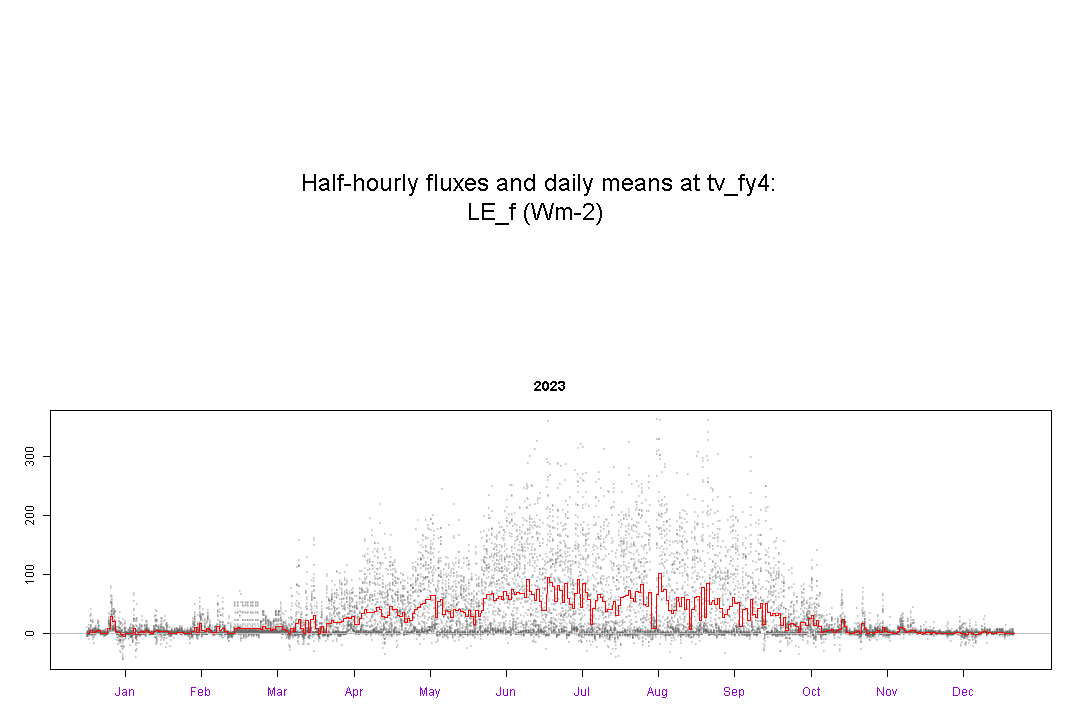 Half-hourly fluxes and daily means at tv_fy4:
LE_f (Wm-2)
2023
300
200
100
0
Jan Feb Mar Apr May Jun Jul Aug Sep Oct Nov Dec